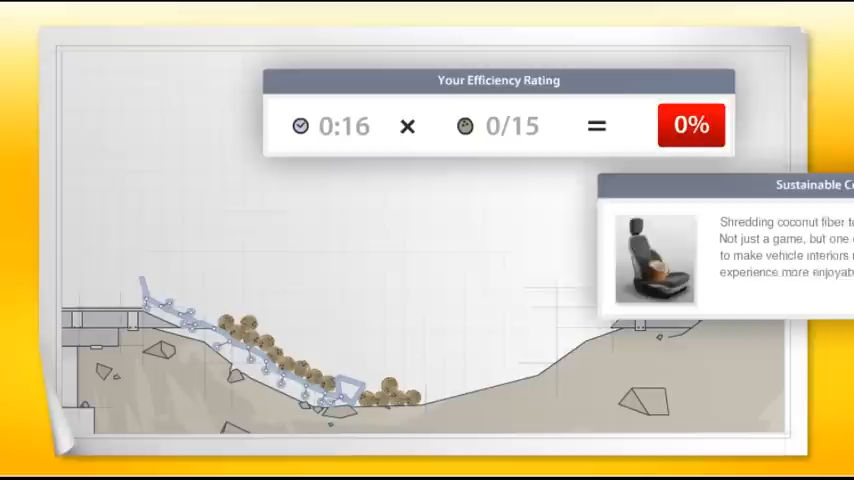 Your Efficiency Rating
0:16 × 0/15 = 0%
Sustainable
Shredding coconut fiber
Not just a game, but one
to make vehicle interiors
experience more